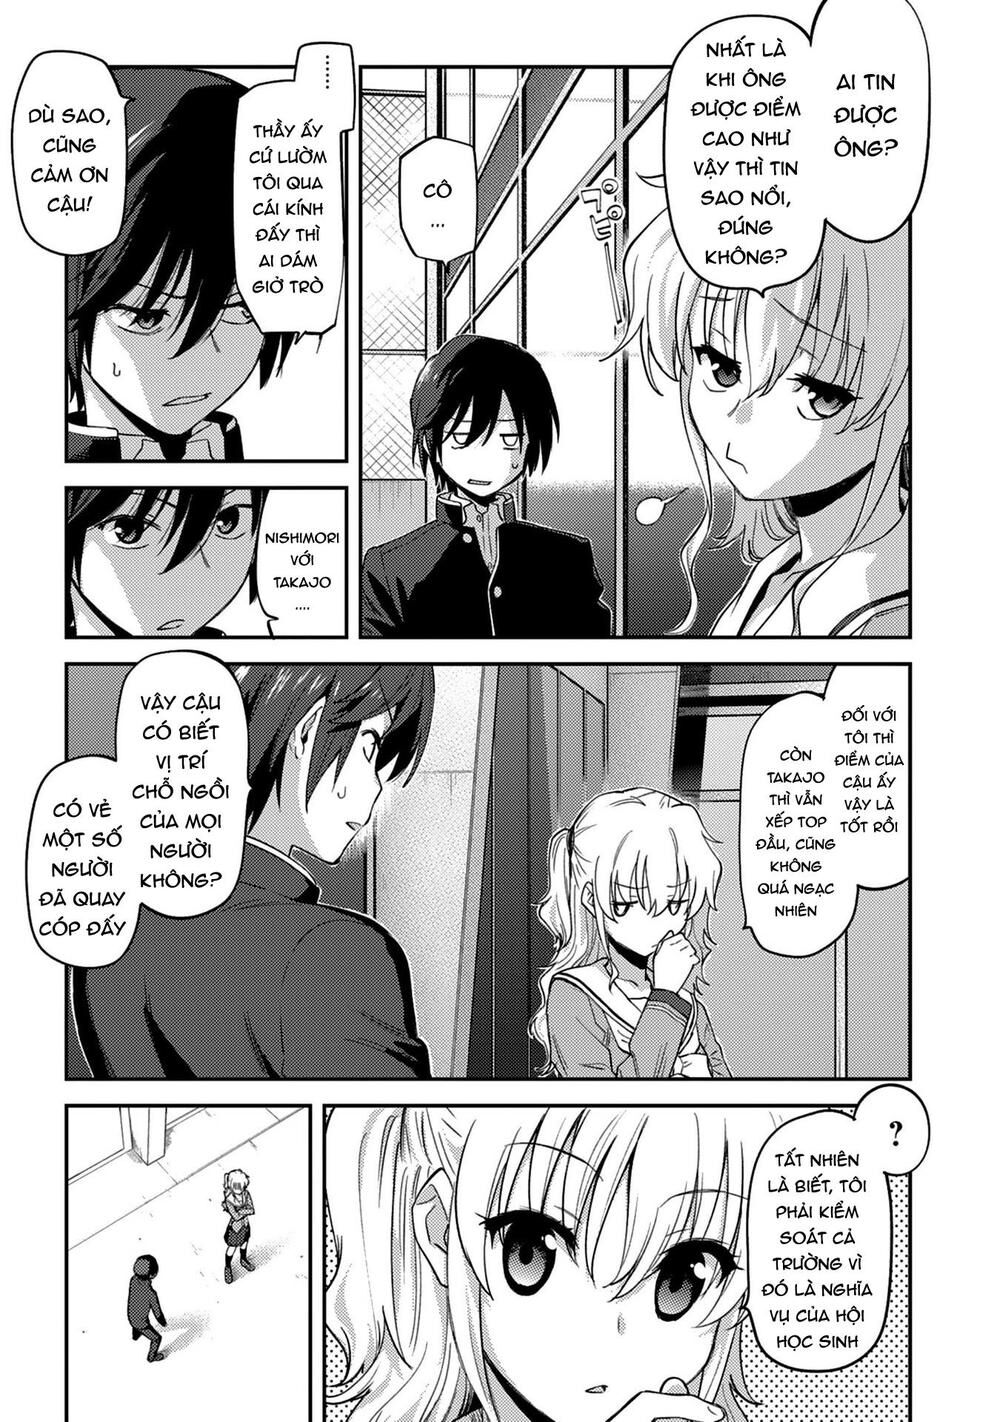 AI TIN
ĐƯỢC
ÔNG?
NHẤT LÀ
KHI ÔNG
ĐƯỢC ĐIỂM
CAO NHƯ
VẬY THÌ TIN
SAO NỔI,
ĐÚNG
KHÔNG?
CÔ
...
........
THẦY ẤY
CỨ LƯỜM
TÔI QUA
CÁI KÍNH
ĐẤY THÌ
AI DÁM
GIỞ TRÒ
DÙ SAO,
CŨNG
CẢM ƠN
CẬU!
NISHIMORI
VỚI
TAKAJO
....
ĐỐI VỚI
TÔI THÌ
ĐIỂM CỦA
CẬU ẤY
VẬY LÀ
TỐT RỒI
CÒN
TAKAJO
THÌ VẪN
XẾP TOP
ĐẦU, CŨNG
KHÔNG
QUÁ NGẠC
NHIÊN
VẬY CẬU
CÓ BIẾT
VỊ TRÍ
CHỖ NGỒI
CỦA MỌI
NGƯỜI
KHÔNG?
CÓ VẺ
MỘT SỐ
NGƯỜI
ĐÃ QUAY
CÓP ĐẤY
?
TẤT NHIÊN
LÀ BIẾT, TÔI
PHẢI KIỂM
SOÁT CẢ
TRƯỜNG VÌ
ĐÓ LÀ NGHĨA
VỤ CỦA HỘI
HỌC SINH